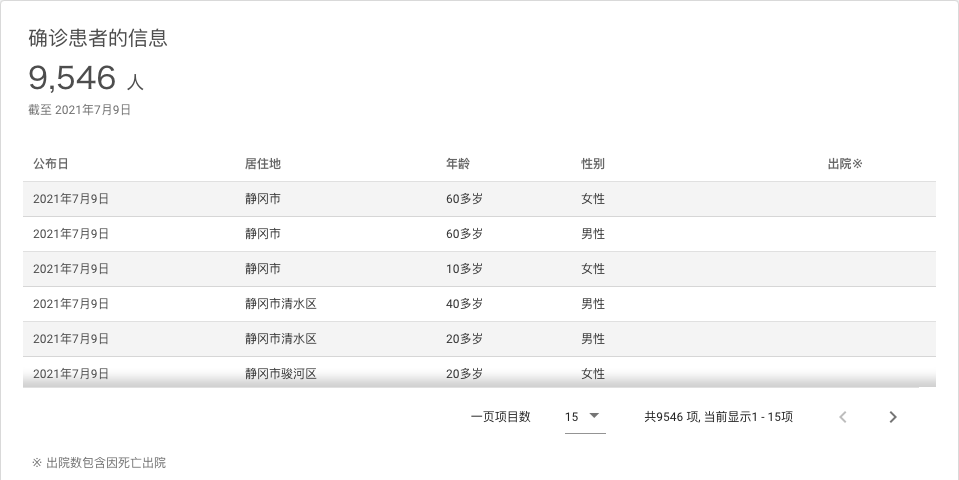 确诊患者的信息
9,546 人
截至 2021年7月9日
公布日 居住地 年龄 性别 出院※
2021年7月9日 静冈市 60多岁 女性
2021年7月9日 静冈市 60多岁 男性
2021年7月9日 静冈市 10多岁 女性
2021年7月9日 静冈市清水区 40多岁 男性
2021年7月9日 静冈市清水区 20多岁 男性
2021年7月9日 静冈市骏河区 20多岁 女性
一页项目数 15 共9546 项, 当前显示1 - 15项
※ 出院数包含因死亡出院